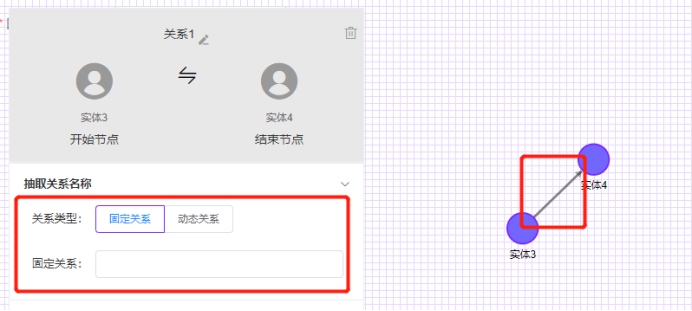 关系1
实体3
实体4
开始节点
结束节点
抽取关系名称
关系类型：
固定关系
动态关系
固定关系：
实体4
实体3